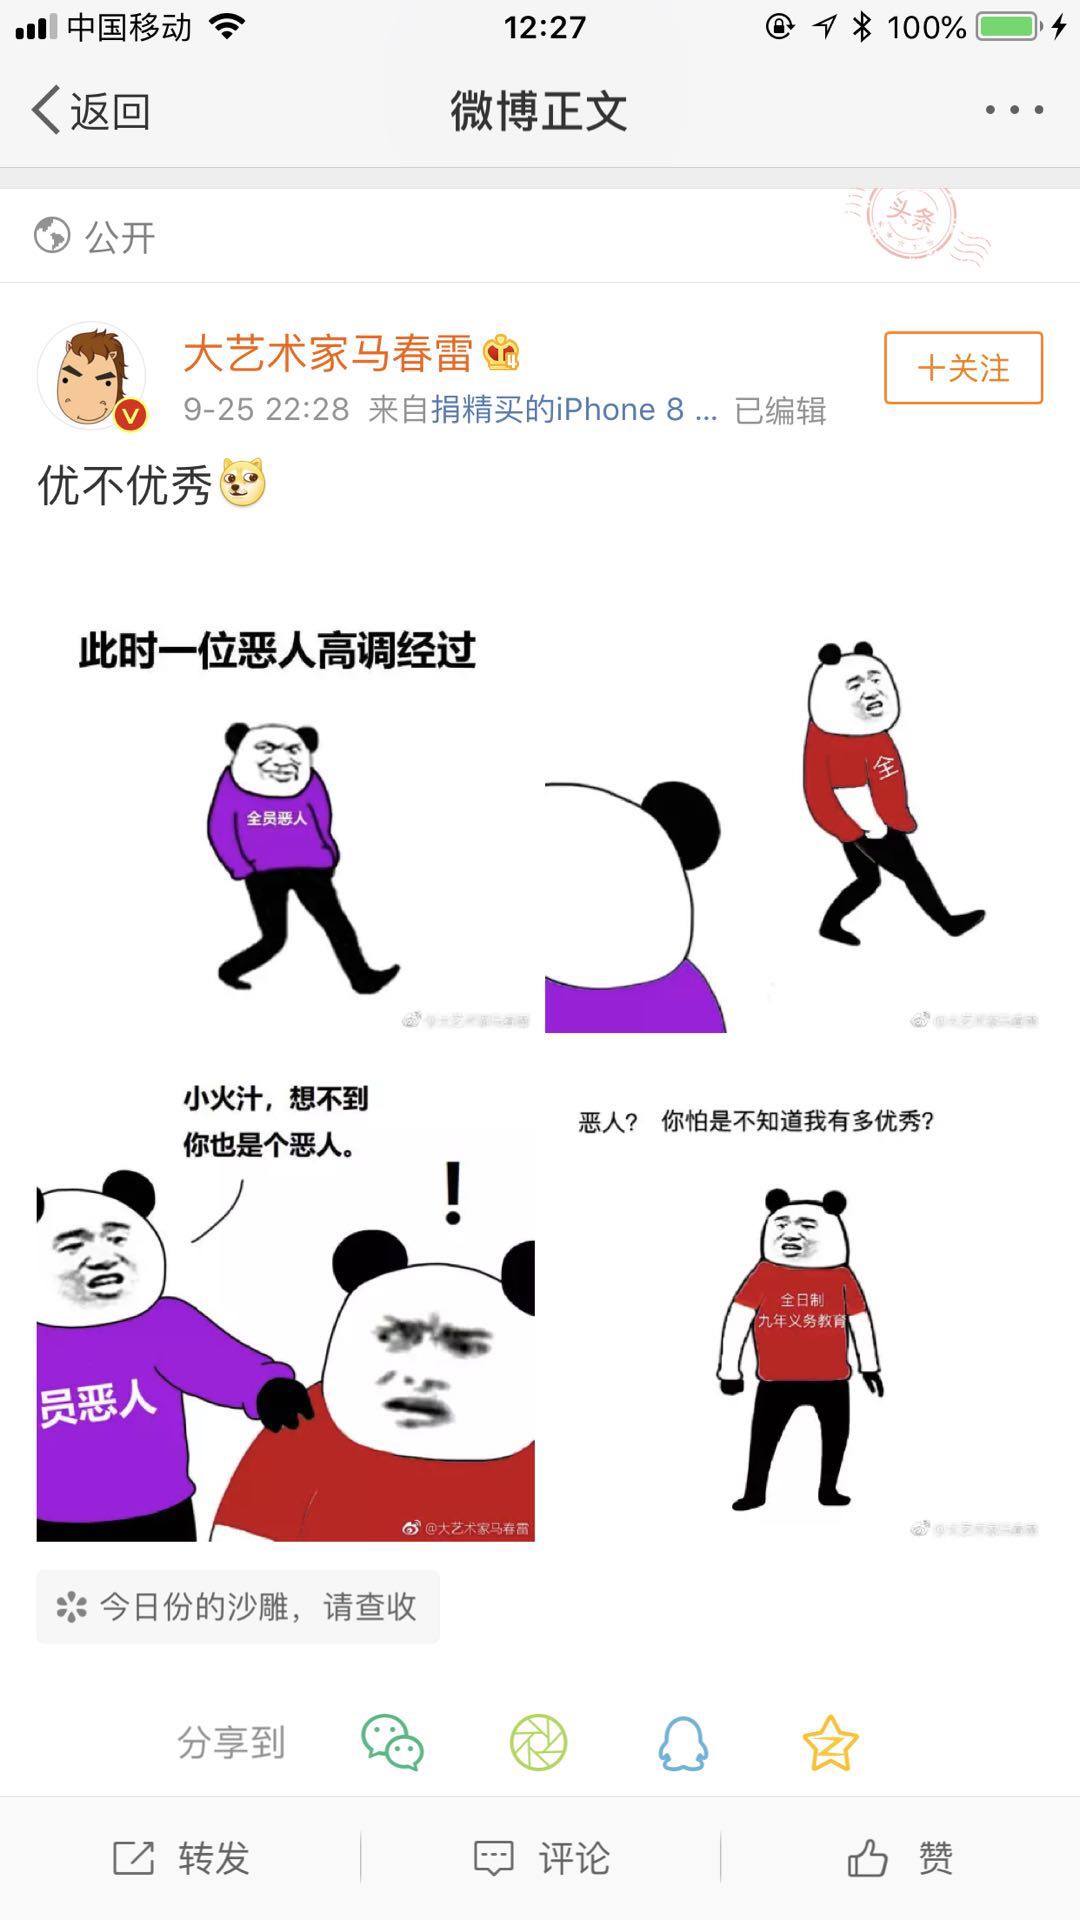 中国移动
12:27
100%
返回
微博正文
公开
头条
大艺术家马春雷
4
+关注
9-25 22:28 来自捐精买的iPhone 8 ... 已编辑
优不优秀
此时一位恶人高调经过
全员恶人
全
小火汁，想不到
你也是个恶人。
!
员恶人
@大艺术家马春雷
恶人? 你怕是不知道我有多优秀?
全日制
九年义务教育
今日份的沙雕，请查收
分享到
转发
评论
赞